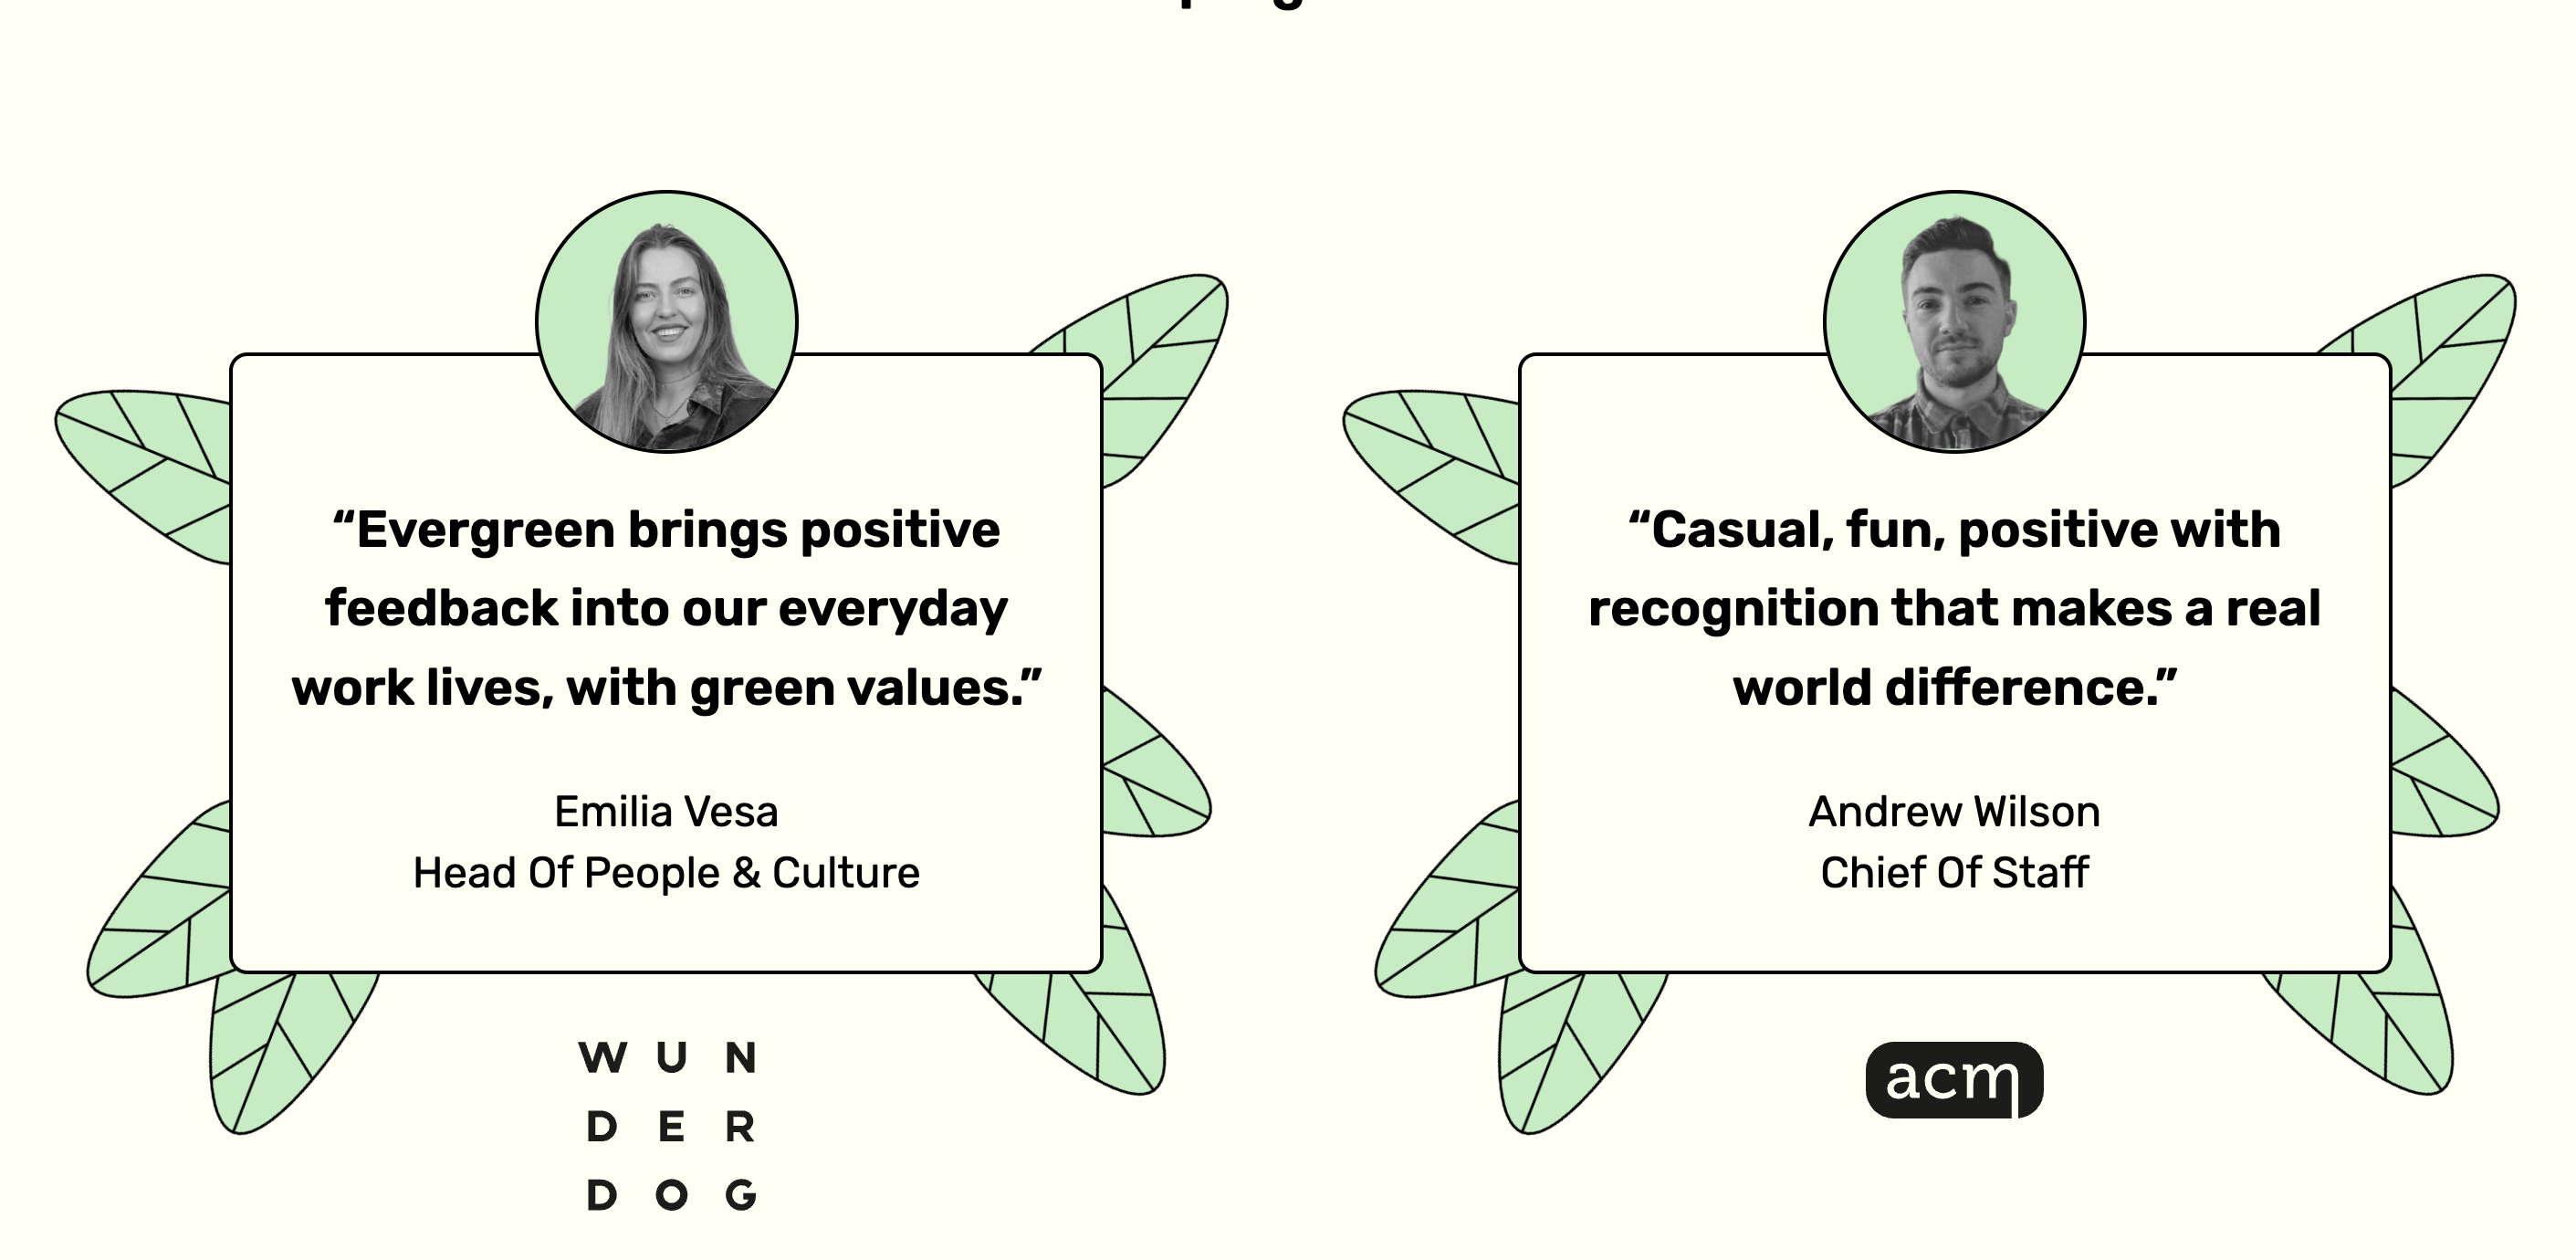 “Evergreen brings positive
feedback into our everyday
work lives, with green values.”
Emilia Vesa
Head Of People & Culture
W U N
D E R
D O G
“Casual, fun, positive with
recognition that makes a real
world difference.”
Andrew Wilson
Chief Of Staff
acm